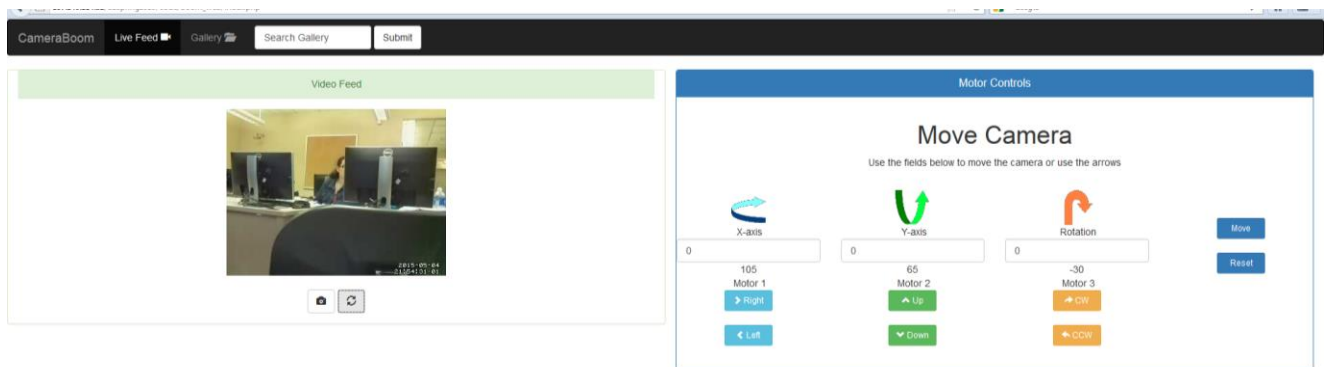 CameraBoom Live Feed Gallery Search Gallery Submit
Video Feed
Motor Controls
Move Camera
Use the fields below to move the camera or use the arrows
X-axis Y-axis Rotation Move
0 0 0
105 65 -30 Reset
Motor 1 Motor 2 Motor 3
Right Up CW
Left Down CCW
2015-05-04